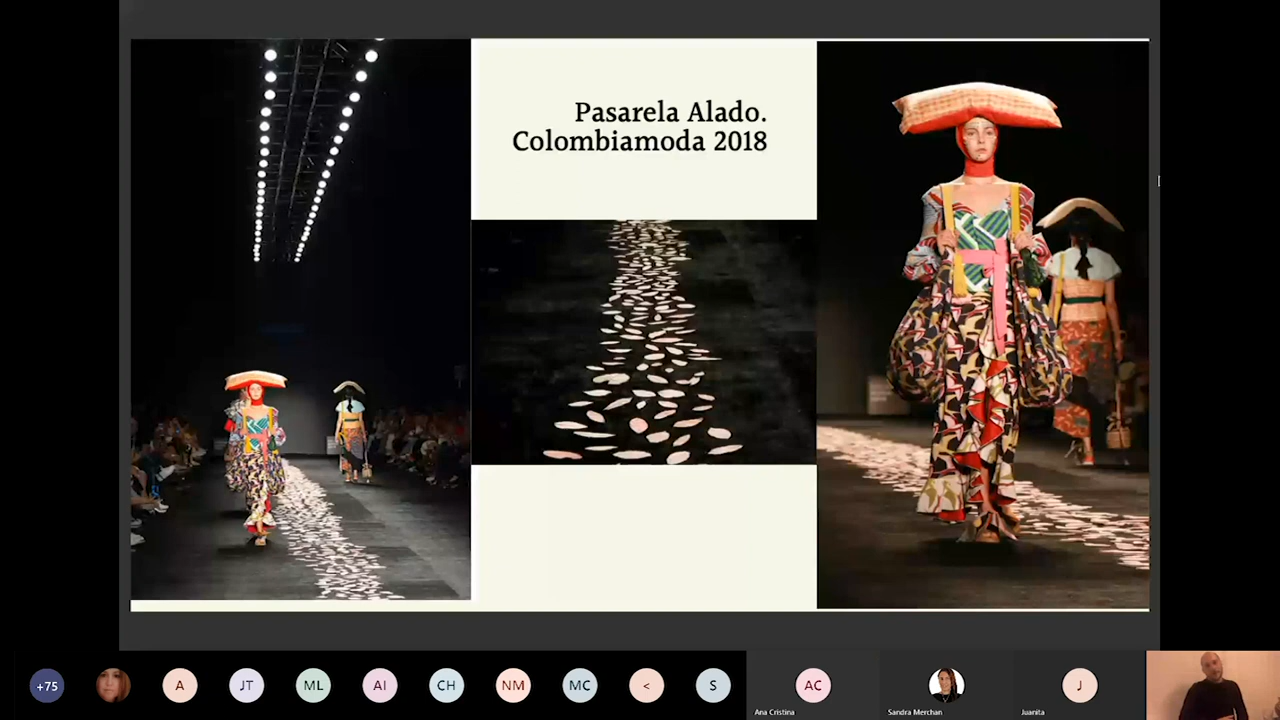 Pasarela Alado.
Colombiamoda 2018
+75
A
JT
ML
AI
CH
NM
MC
<
S
AC
J
Ana Cristina
Sandra Merchan
Juanita